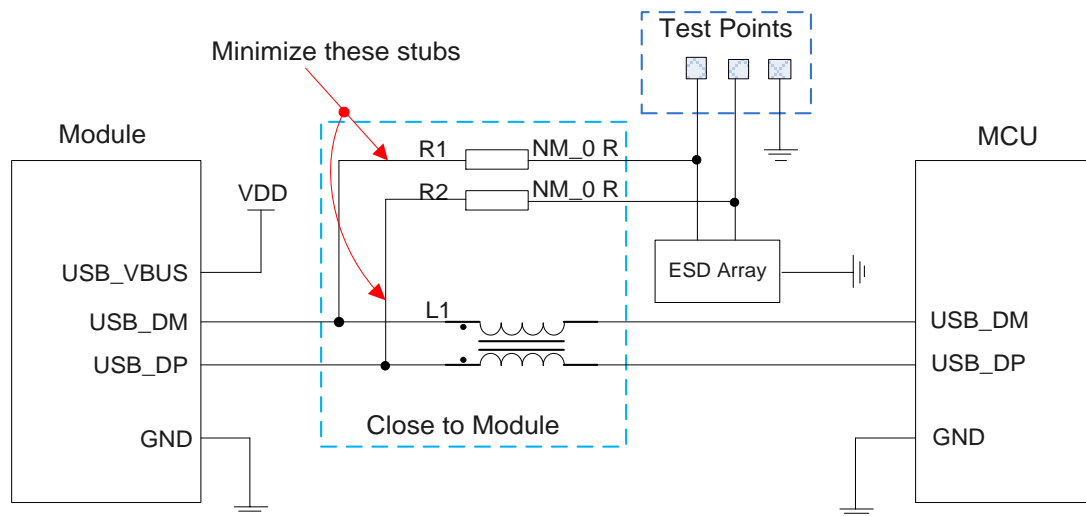 Minimize these stubs
Test Points
Module
MCU
R1
NM_0 R
R2
NM_0 R
VDD
ESD Array
USB_VBUS
L1
USB_DM
USB_DM
USB_DP
USB_DP
Close to Module
GND
GND